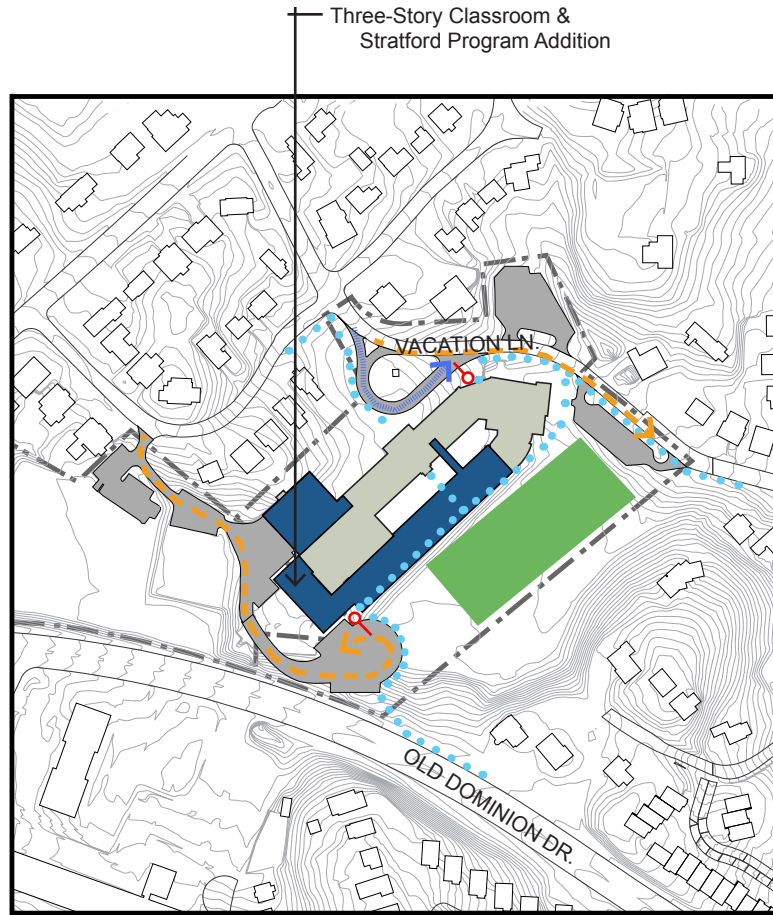 Three-Story Classroom &
Stratford Program Addition
VACATION LN.
OLD DOMINION DR.